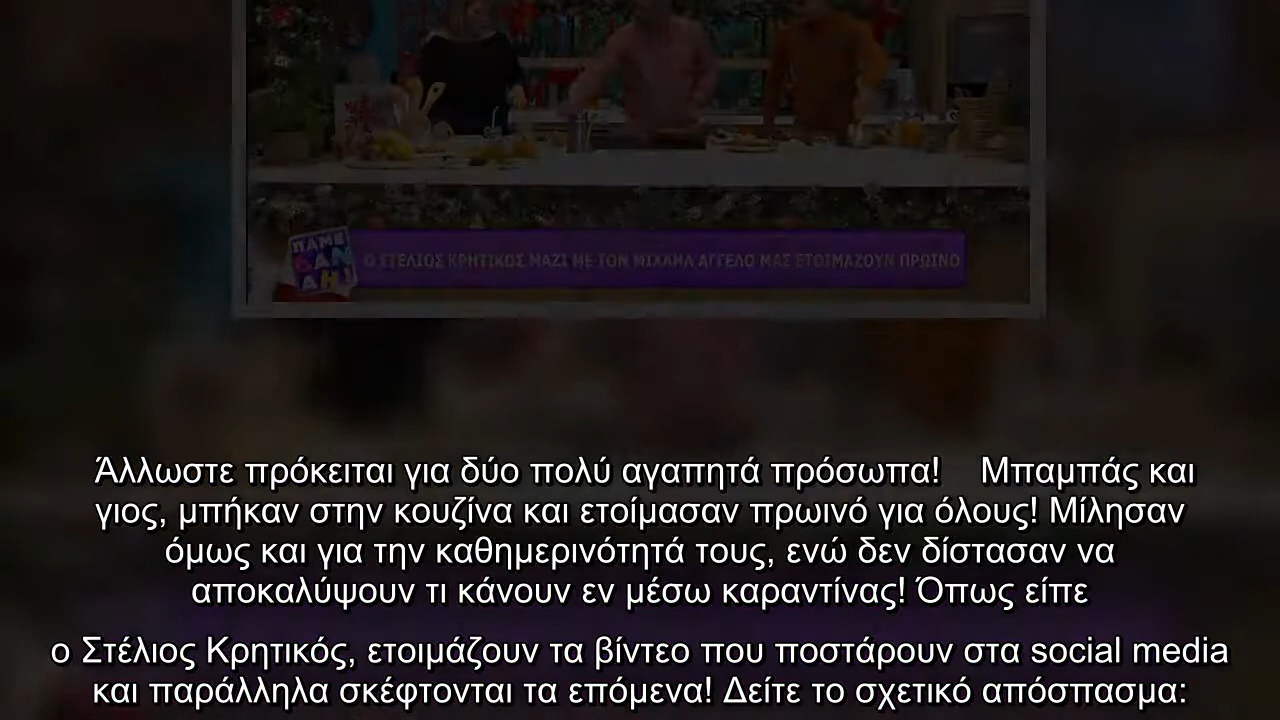 ΠΑΜΕ
ΔΑΝΑΗ!
Ο ΣΤΕΛΙΟΣ ΚΡΗΤΙΚΟΣ ΜΑΖΙ ΜΕ ΤΟΝ ΜΙΧΑΗΛ ΑΓΓΕΛΟ ΜΑΣ ΕΤΟΙΜΑΖΟΥΝ ΠΡΩΙΝΟ
Άλλωστε πρόκειται για δύο πολύ αγαπητά πρόσωπα! Μπαμπάς και
γιος, μπήκαν στην κουζίνα και ετοίμασαν πρωινό για όλους! Μίλησαν
όμως και για την καθημερινότητά τους, ενώ δεν δίστασαν να
αποκαλύψουν τι κάνουν εν μέσω καραντίνας! Όπως είπε
ο Στέλιος Κρητικός, ετοιμάζουν τα βίντεο που ποστάρουν στα social media
και παράλληλα σκέφτονται τα επόμενα! Δείτε το σχετικό απόσπασμα: